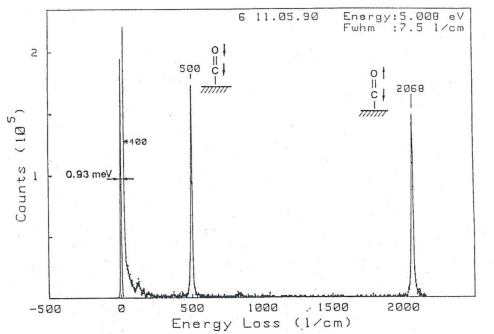 6 11.05.90 Energy:5.008 eV
Fwhm :7.5 1/cm
2
500
O
C
O
C
2068
*400
0.93 meV
1
Counts (10⁵)
-500 0 500 1000 1500 2000
Energy Loss (1/cm)